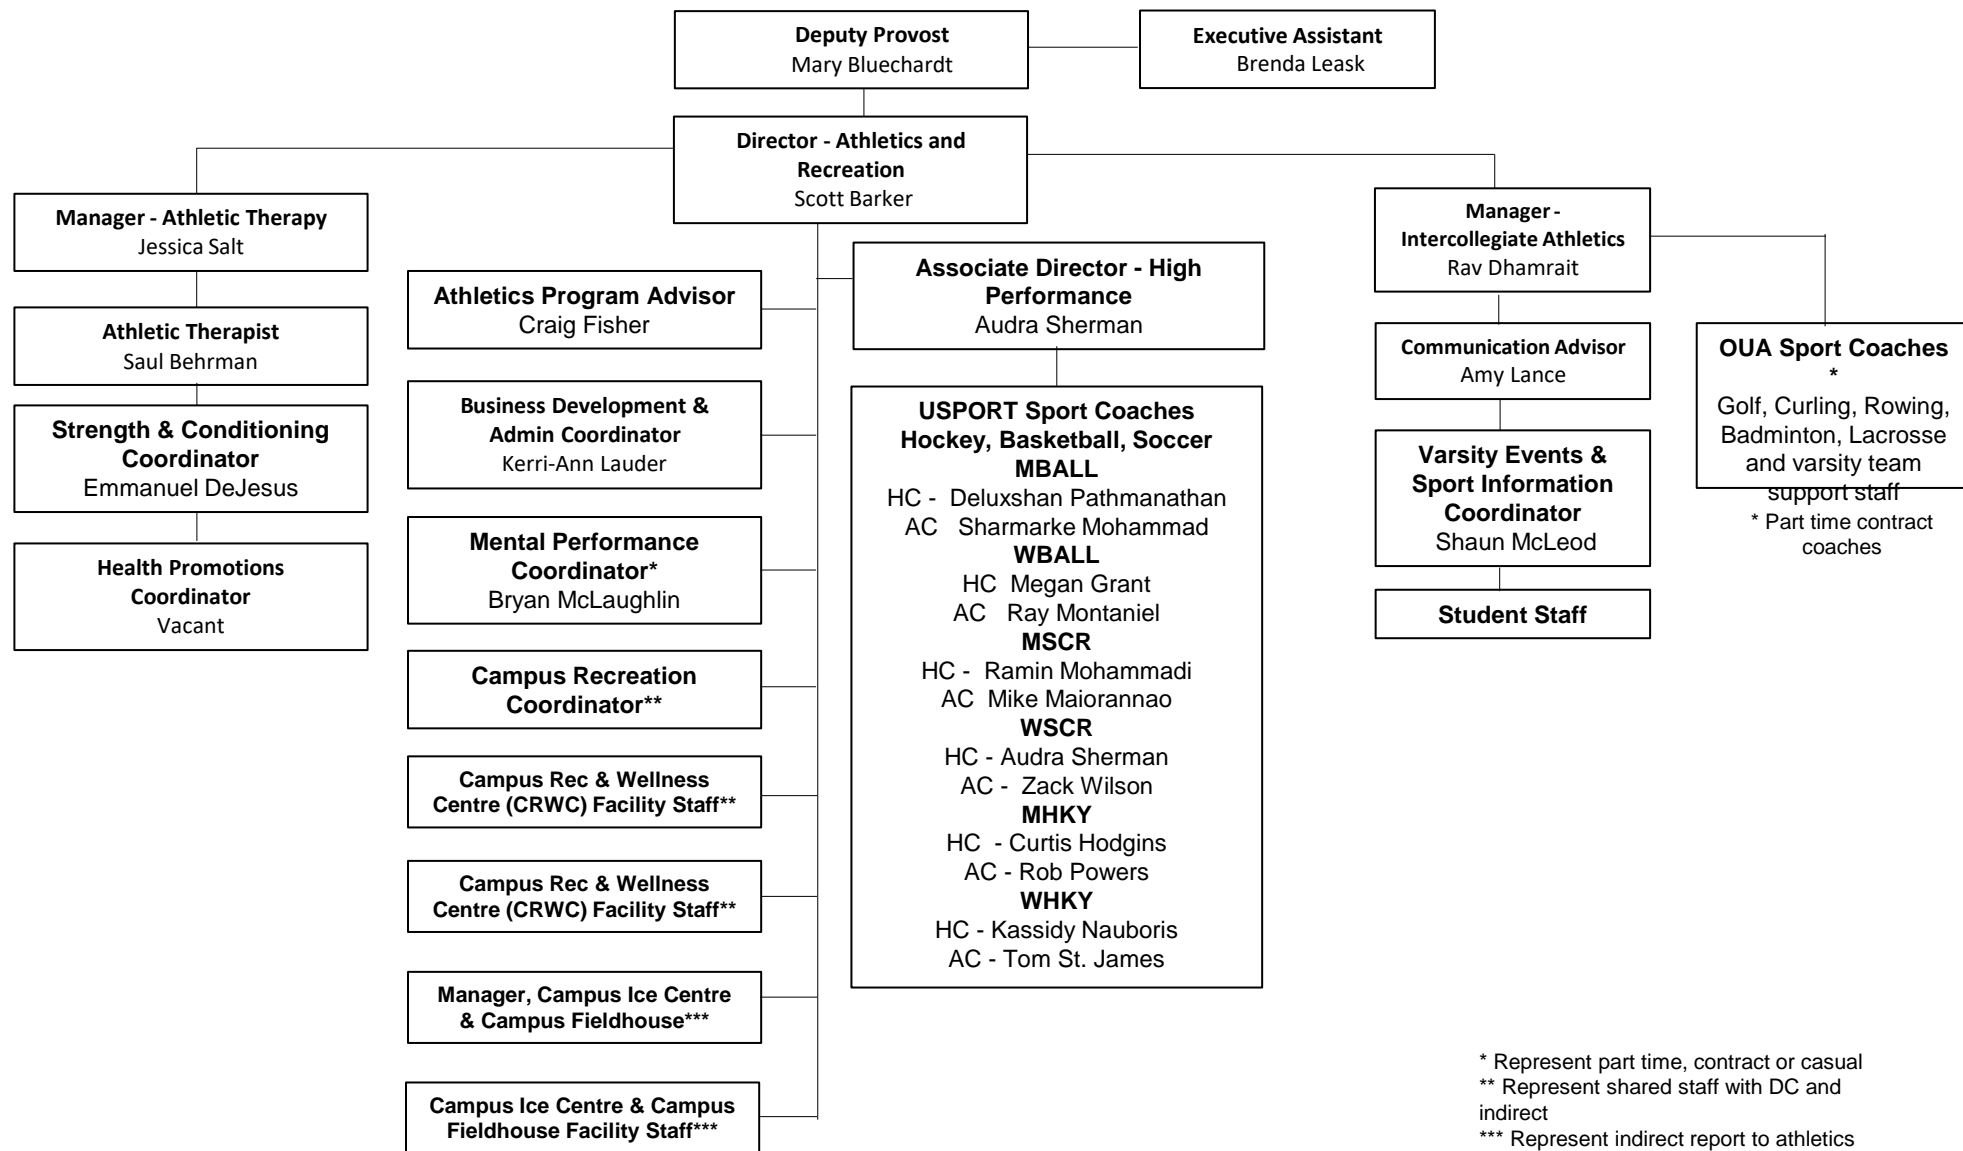 Deputy Provost
Mary Bluechardt
Executive Assistant
Brenda Leask
Director - Athletics and
Recreation
Scott Barker
Manager - Athletic Therapy
Jessica Salt
Athletic Therapist
Saul Behrman
Strength & Conditioning
Coordinator
Emmanuel DeJesus
Health Promotions
Coordinator
Vacant
Athletics Program Advisor
Craig Fisher
Business Development &
Admin Coordinator
Kerri-Ann Lauder
Mental Performance
Coordinator*
Bryan McLaughlin
Campus Recreation
Coordinator**
Campus Rec & Wellness
Centre (CRWC) Facility Staff**
Campus Rec & Wellness
Centre (CRWC) Facility Staff**
Manager, Campus Ice Centre
& Campus Fieldhouse***
Campus Ice Centre & Campus
Fieldhouse Facility Staff***
Associate Director - High
Performance
Audra Sherman
USPORT Sport Coaches
Hockey, Basketball, Soccer
MBALL
HC - Deluxshan Pathmanathan
AC Sharmarke Mohammad
WBALL
HC Megan Grant
AC Ray Montaniel
MSCR
HC - Ramin Mohammadi
AC Mike Maiorannao
WSCR
HC - Audra Sherman
AC - Zack Wilson
MHKY
HC - Curtis Hodgins
AC - Rob Powers
WHKY
HC - Kassidy Nauboris
AC - Tom St. James
Manager -
Intercollegiate Athletics
Rav Dhamrait
Communication Advisor
Amy Lance
Varsity Events &
Sport Information
Coordinator
Shaun McLeod
Student Staff
OUA Sport Coaches
*
Golf, Curling, Rowing,
Badminton, Lacrosse
and varsity team
support staff
* Part time contract
coaches
* Represent part time, contract or casual
** Represent shared staff with DC and
indirect
*** Represent indirect report to athletics